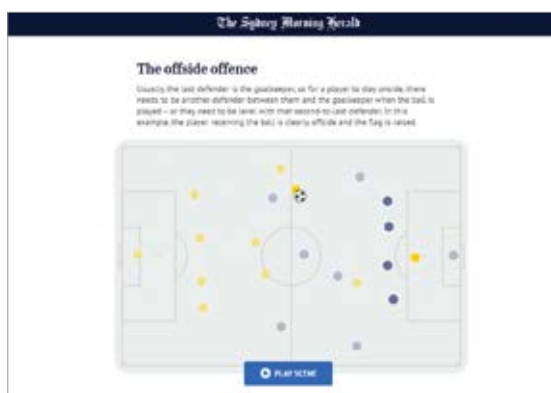 The Sydney Morning Herald
The offside offence
Usually, the last defender is the goalkeeper, so for a player to stay onside, there
needs to be another defender between them and the goalkeeper when the ball is
played – or they need to be level with that second-to-last defender. In this
example, the player receiving the ball is clearly offside and the flag is raised.
PLAY SCENE